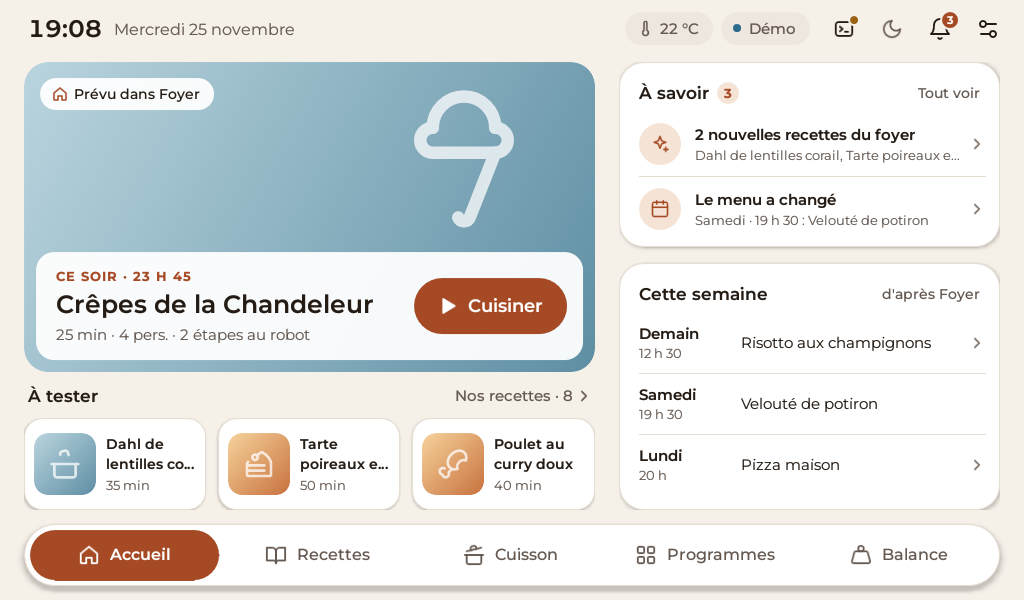 19:08 Mercredi 25 novembre
22 °C
Démo
3
Prévu dans Foyer
CE SOIR · 23 H 45
Crêpes de la Chandeleur
25 min · 4 pers. · 2 étapes au robot
Cuisiner
À tester
Nos recettes · 8
Dahl de
lentilles co...
35 min
Tarte
poireaux e...
50 min
Poulet au
curry doux
40 min
À savoir 3
Tout voir
2 nouvelles recettes du foyer
Dahl de lentilles corail, Tarte poireaux e...
Le menu a changé
Samedi · 19 h 30 : Velouté de potiron
Cette semaine
d'après Foyer
Demain
12 h 30
Risotto aux champignons
Samedi
19 h 30
Velouté de potiron
Lundi
20 h
Pizza maison
Accueil
Recettes
Cuisson
Programmes
Balance